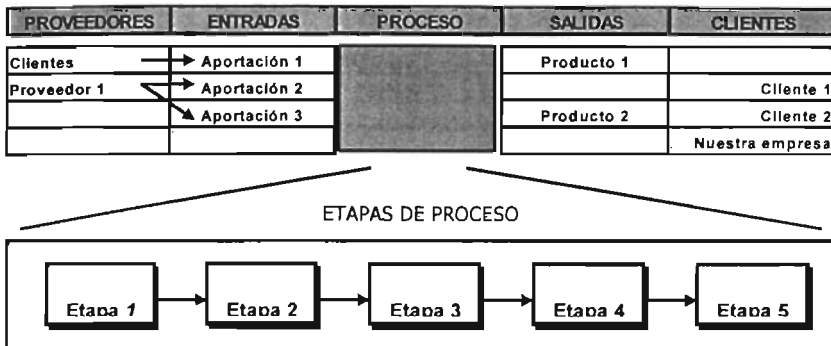 PROVEEDORES ENTRADAS PROCESO SALIDAS CLIENTES
Clientes Aportación 1 Producto 1
Proveedor 1 Aportación 2 Cliente 1
Aportación 3 Producto 2 Cliente 2
Nuestra empresa
ETAPAS DE PROCESO
Etapa 1 Etapa 2 Etapa 3 Etapa 4 Etapa 5